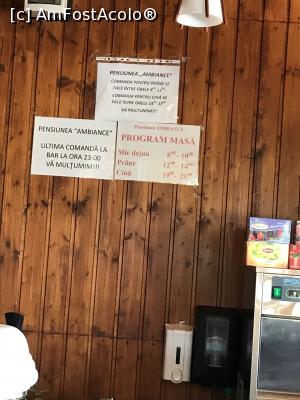 [c] AmFostAcolo®
PENSIUNEA „AMBIANCE"
COMANDA PENTRU PRÂNZ SE
FACE ÎNTRE ORELE 8⁰⁰-11⁰⁰
COMANDA PENTRU CINĂ SE
FACE ÎNTRE ORELE
VĂ MULȚUMIM!!!
PENSIUNEA "AMBIANCE"
ULTIMA COMANDĂ LA
BAR LA ORA 23:00
VĂ MULȚUMIM!!!
Pensiunea AMBIANCE
PROGRAM MASĂ
Mic dejun 8⁰⁰- 10⁰⁰
Prânz 12⁰⁰- 14⁰⁰
Cină 19⁰⁰- 21⁰⁰
Lipton